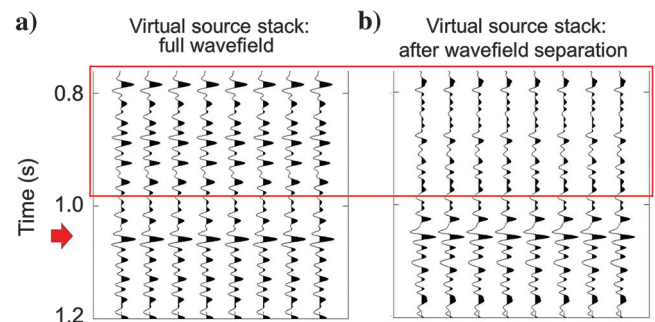 a)
Virtual source stack:
full wavefield
b)
Virtual source stack:
after wavefield separation
0.8
1.0
1.2
Time (s)